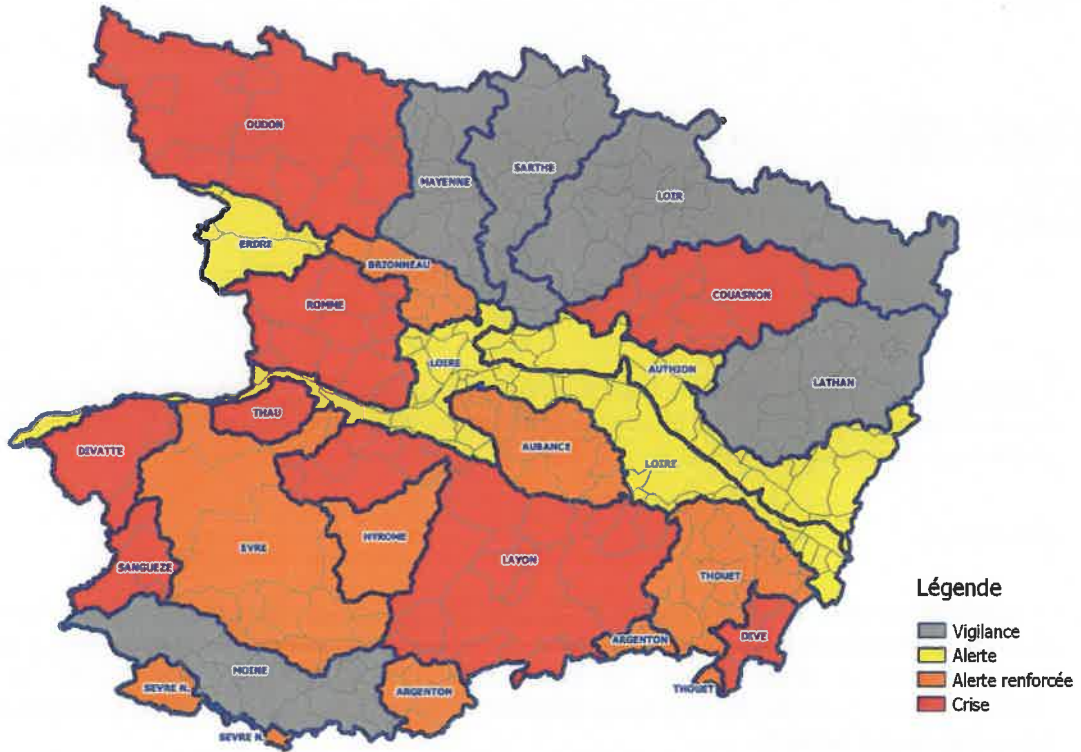 OUDON
MAYENNE
SARTHE
LOIR
ERDRE
BRIONNEAU
COUASNON
ROMME
LOIRE
AUTHION
LATHAN
THAU
DIVATTE
AUBANCE
LOIRE
EVRE
HYROME
LAYON
SANGUEZE
THOUET
ARGENTON
DIVE
MOINE
SEVRE N.
ARGENTON
THOUET
SEVRE N.
Légende
Vigilance
Alerte
Alerte renforcée
Crise